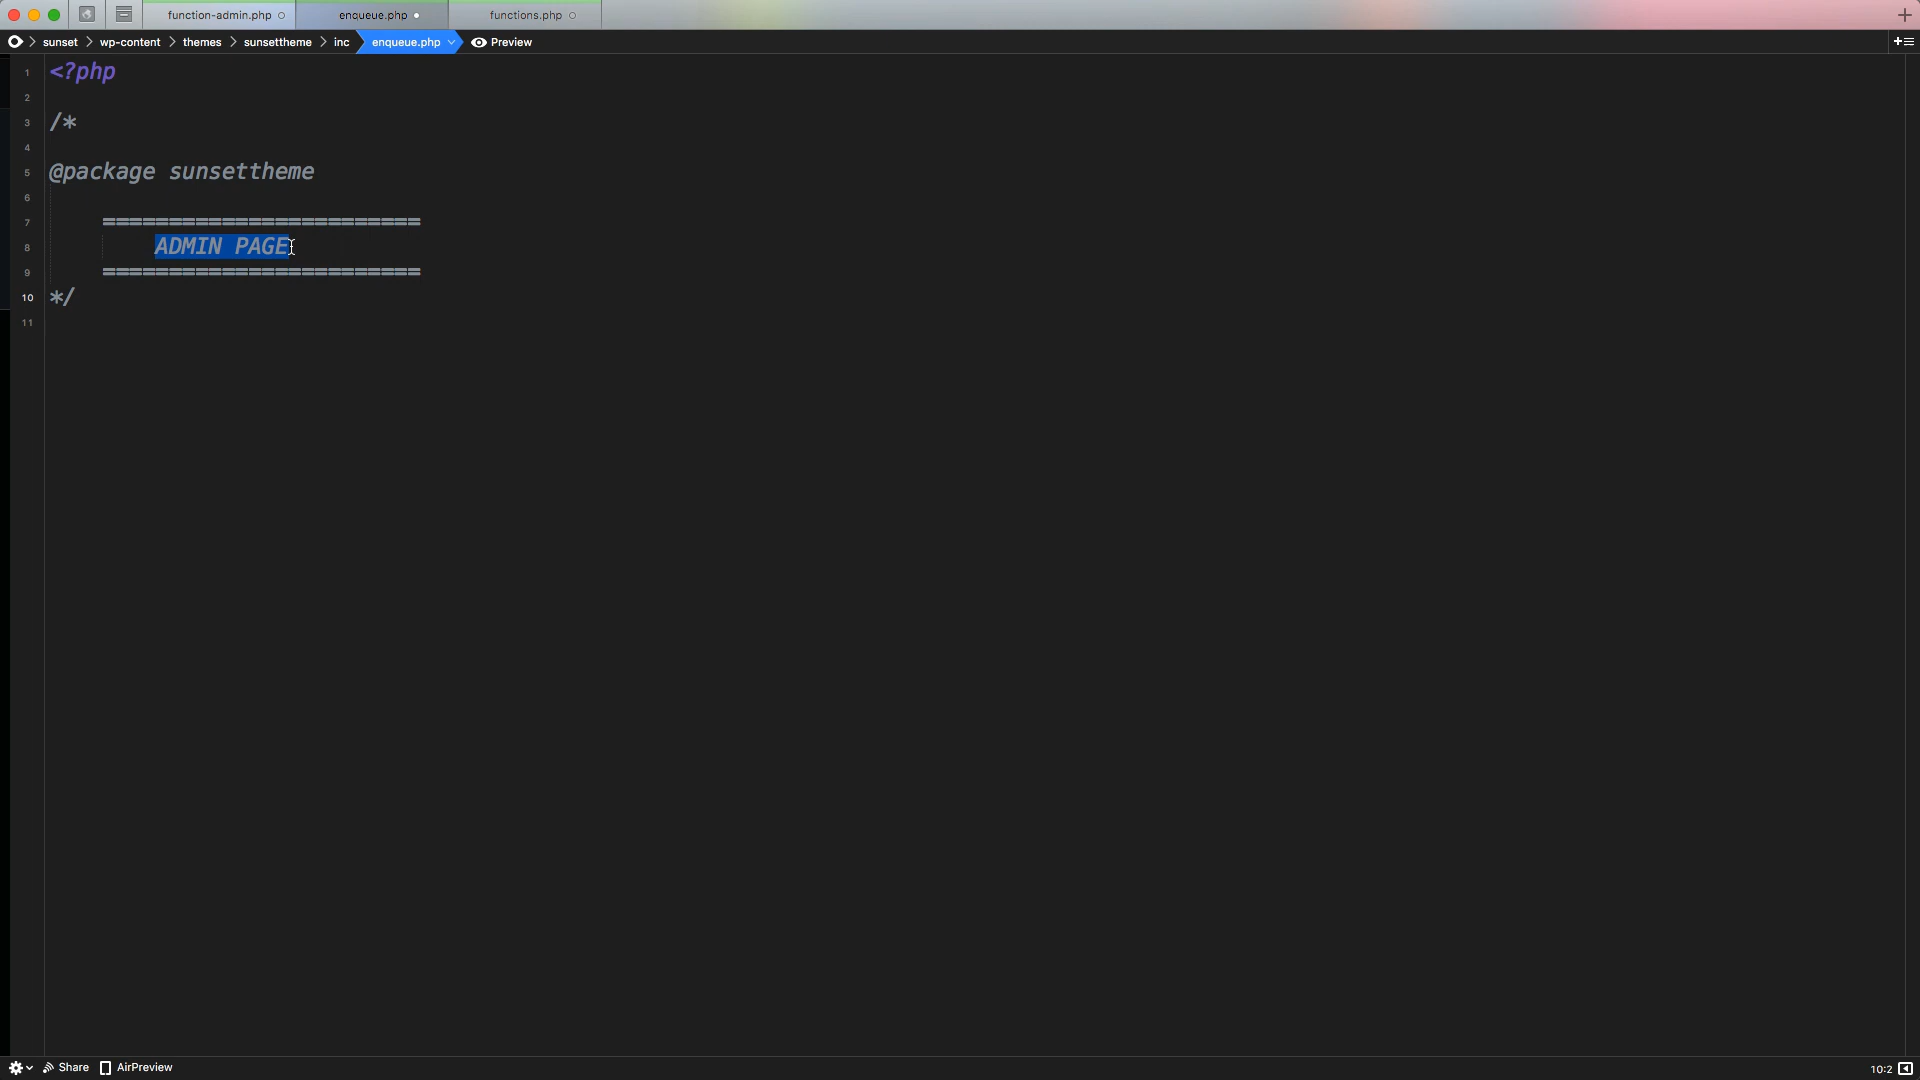 function-admin.php
enqueue.php
functions.php
sunset
wp-content
themes
sunsettheme
inc
enqueue.php
Preview
1 <?php
2
3 /*
4
5 @package sunsettheme
6
7 ========================
8 ADMIN PAGE
9 ========================
10 */
11
Share
AirPreview
10:2